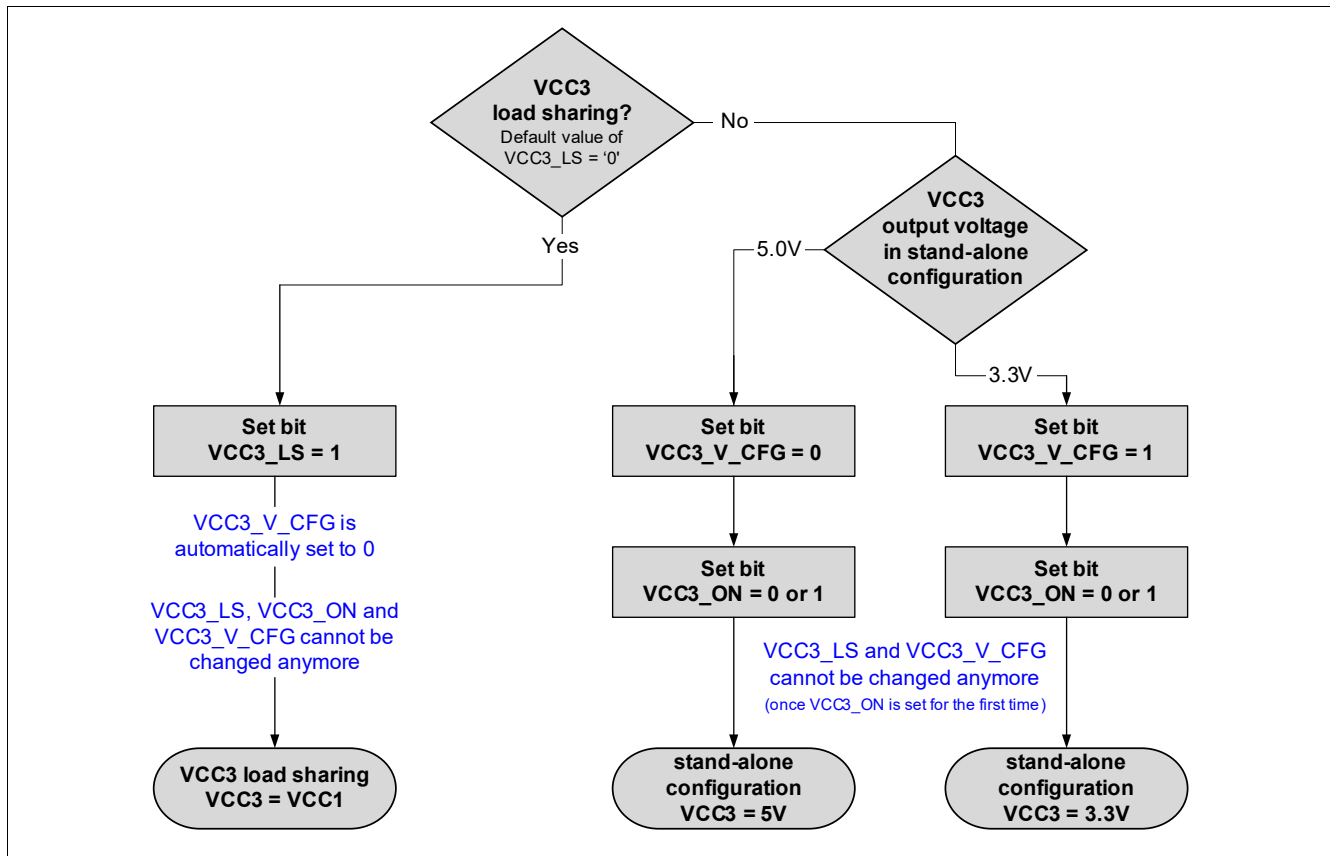 VCC3
load sharing?
Default value of
VCC3_LS = ‘0'
No
Yes
VCC3
output voltage
in stand-alone
configuration
5.0V
3.3V
Set bit
VCC3_LS = 1
VCC3_V_CFG is
automatically set to 0
VCC3_LS, VCC3_ON and
VCC3_V_CFG cannot be
changed anymore
VCC3 load sharing
VCC3 = VCC1
Set bit
VCC3_V_CFG = 0
Set bit
VCC3_V_CFG = 1
Set bit
VCC3_ON = 0 or 1
Set bit
VCC3_ON = 0 or 1
VCC3_LS and VCC3_V_CFG
cannot be changed anymore
(once VCC3_ON is set for the first time)
stand-alone
configuration
VCC3 = 5V
stand-alone
configuration
VCC3 = 3.3V